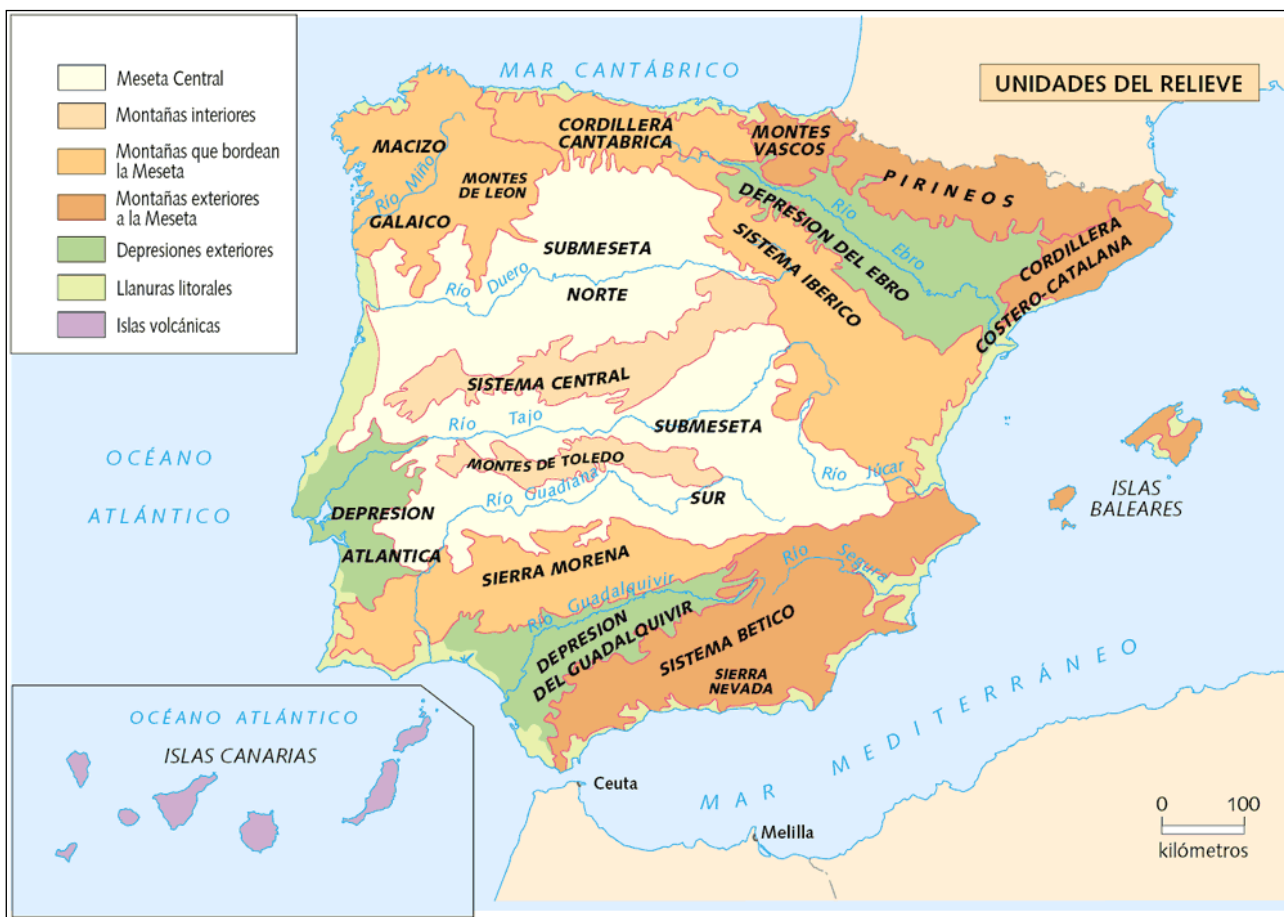 Meseta Central
Montañas interiores
Montañas que bordean
la Meseta
Montañas exteriores
a la Meseta
Depresiones exteriores
Llanuras litorales
Islas volcánicas
UNIDADES DEL RELIEVE
MAR CANTÁBRICO
MACIZO
GALAICO
Río Miño
MONTES
DE LEON
CORDILLERA
CANTABRICA
MONTES
VASCOS
PIRINEOS
DEPRESION DEL EBRO
Río Ebro
SISTEMA IBERICO
CORDILLERA
COSTERO-CATALANA
SUBMESETA
NORTE
Río Duero
SISTEMA CENTRAL
Río Tajo
SUBMESETA
SUR
MONTES DE TOLEDO
Río Guadiana
Río Júcar
OCÉANO
ATLÁNTICO
DEPRESION
ATLANTICA
SIERRA MORENA
Río Guadalquivir
DEPRESION
DEL GUADALQUIVIR
Río Segura
SISTEMA BETICO
SIERRA
NEVADA
ISLAS
BALEARES
MAR MEDITERRÁNEO
OCÉANO ATLÁNTICO
ISLAS CANARIAS
Ceuta
Melilla
0 100
kilómetros